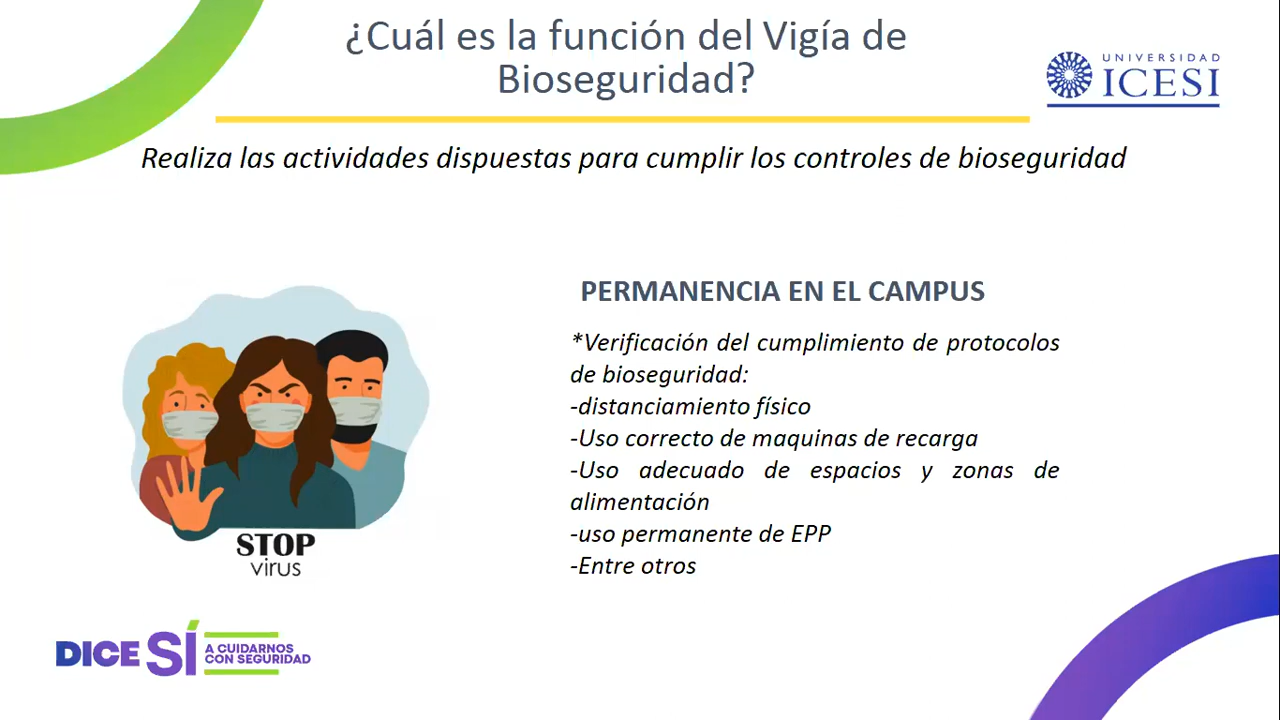 ¿Cuál es la función del Vigía de
Bioseguridad?
UNIVERSIDAD
ICESI
Realiza las actividades dispuestas para cumplir los controles de bioseguridad
PERMANENCIA EN EL CAMPUS
*Verificación del cumplimiento de protocolos
de bioseguridad:
-distanciamiento físico
-Uso correcto de maquinas de recarga
-Uso adecuado de espacios y zonas de
alimentación
-uso permanente de EPP
-Entre otros
STOP
virus
DICE SÍ
A CUIDARNOS
CON SEGURIDAD